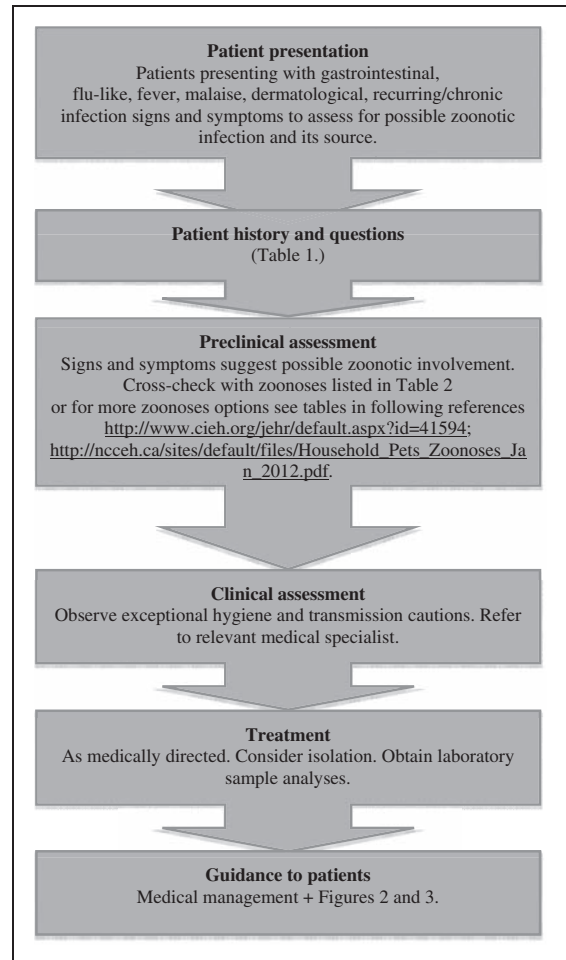 Patient presentation
Patients presenting with gastrointestinal,
flu-like, fever, malaise, dermatological, recurring/chronic
infection signs and symptoms to assess for possible zoonotic
infection and its source.
Patient history and questions
(Table 1.)
Preclinical assessment
Signs and symptoms suggest possible zoonotic involvement.
Cross-check with zoonoses listed in Table 2
or for more zoonoses options see tables in following references
http://www.cieh.org/jehr/default.aspx?id=41594;
http://ncceh.ca/sites/default/files/Household_Pets_Zoonoses_Ja
n_2012.pdf.
Clinical assessment
Observe exceptional hygiene and transmission cautions. Refer
to relevant medical specialist.
Treatment
As medically directed. Consider isolation. Obtain laboratory
sample analyses.
Guidance to patients
Medical management + Figures 2 and 3.